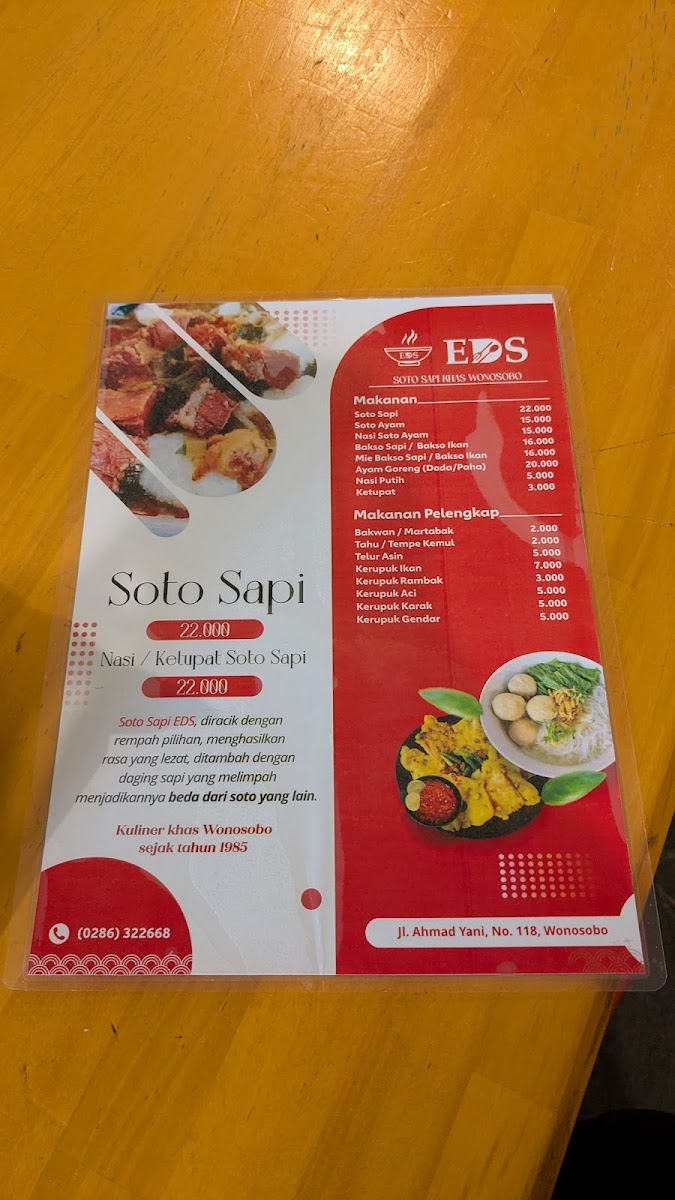 Soto Sapi
22.000
Nasi / Ketupat Soto Sapi
22.000
Soto Sapi EDS, diracik dengan
rempah pilihan, menghasilkan
rasa yang lezat, ditambah dengan
daging sapi yang melimpah
menjadikannya beda dari soto yang lain.
Kuliner khas Wonosobo
sejak tahun 1985
(0286) 322668
EDS
EDS
SOTO SAPI KHAS WONOSOBO
Makanan
Soto Sapi 22.000
Soto Ayam 15.000
Nasi Soto Ayam 15.000
Bakso Sapi / Bakso Ikan 16.000
Mie Bakso Sapi / Bakso Ikan 16.000
Ayam Goreng (Dada/Paha) 20.000
Nasi Putih 5.000
Ketupat 3.000
Makanan Pelengkap
Bakwan / Martabak 2.000
Tahu / Tempe Kemul 2.000
Telur Asin 5.000
Kerupuk Ikan 7.000
Kerupuk Rambak 3.000
Kerupuk Aci 5.000
Kerupuk Karak 5.000
Kerupuk Gendar 5.000
Jl. Ahmad Yani, No. 118, Wonosobo